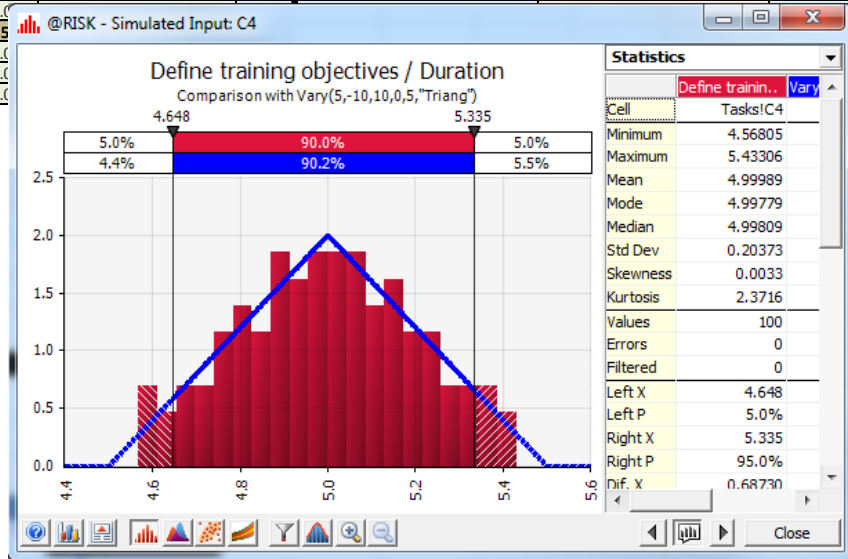 @RISK - Simulated Input: C4
Define training objectives / Duration
Comparison with Vary(5,-10,10,0,5,"Triang")
4.648 5.335
5.0% 90.0% 5.0%
4.4% 90.2% 5.5%
2.5
2.0
1.5
1.0
0.5
0.0
4.4 4.6 4.8 5.0 5.2 5.4 5.6
Statistics
Define trainin.. Vary
Cell Tasks!C4
Minimum 4.56805
Maximum 5.43306
Mean 4.99989
Mode 4.99779
Median 4.99809
Std Dev 0.20373
Skewness 0.0033
Kurtosis 2.3716
Values 100
Errors 0
Filtered 0
Left X 4.648
Left P 5.0%
Right X 5.335
Right P 95.0%
Dif. X 0.68730
Close